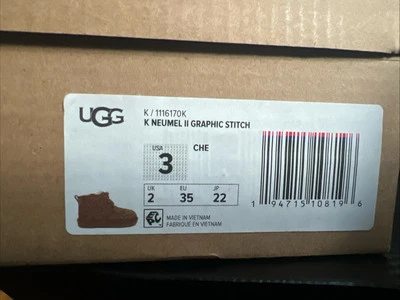 UGG
K / 1116170K
K NEUMEL II GRAPHIC STITCH
USA
3
CHE
UK
2
EU
35
JP
22
MADE IN VIETNAM
FABRIQUÉ EN VIETNAM
1 94715 10819 6